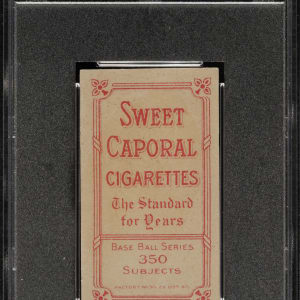 SWEET
CAPORAL
CIGARETTES
The Standard
for Years
BASE BALL SERIES
350
SUBJECTS